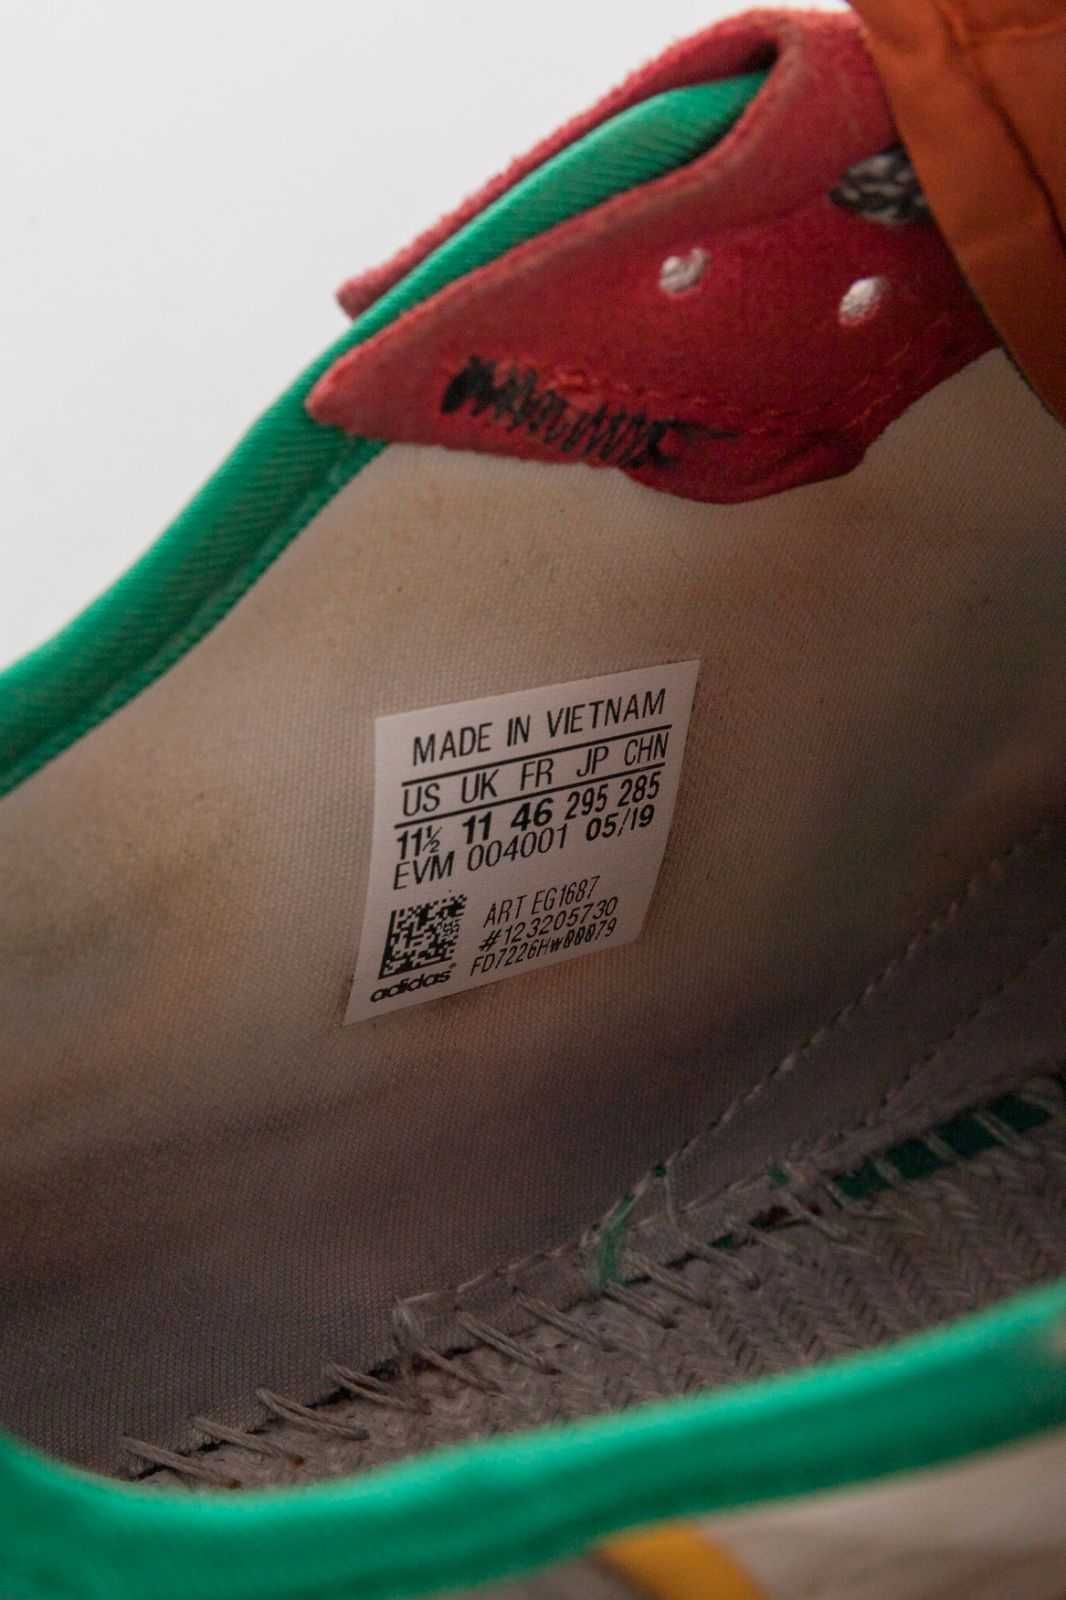 MADE IN VIETNAM
US UK FR JP CHN
11½ 11 46 295 285
EVM 004001 05/19
ART EG1687
#123205730
FD7226HW00079
adidas